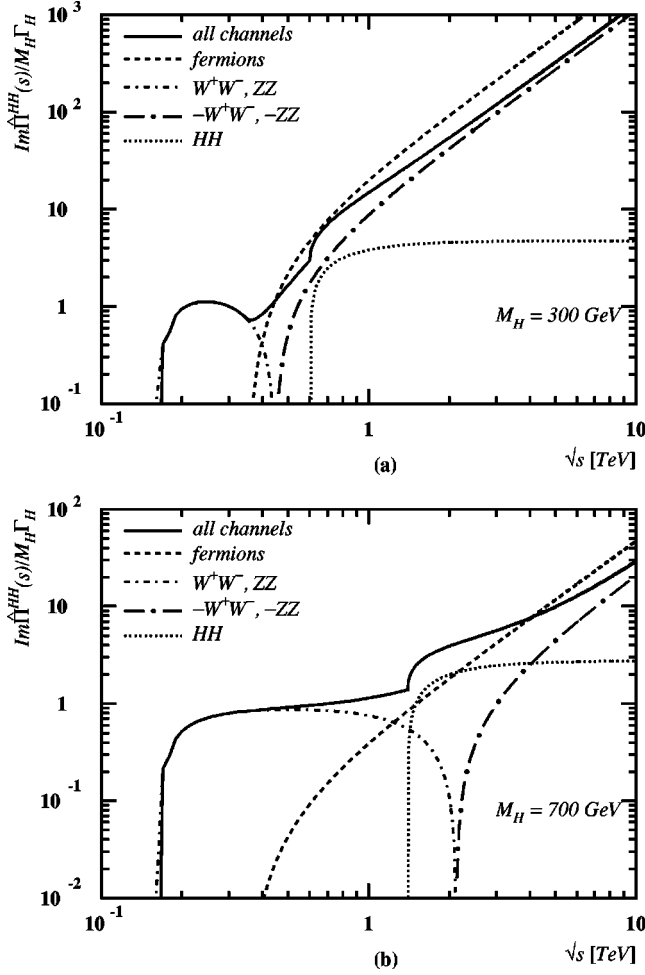 Im Π̂^HH(s)/M_H Γ_H
10^3
10^2
10
1
10^-1
all channels
fermions
W^+W^-, ZZ
−W^+W^-, −ZZ
HH
M_H = 300 GeV
10^-1
1
10
(a)
√s [TeV]
Im Π̂^HH(s)/M_H Γ_H
10^2
10
1
10^-1
10^-2
all channels
fermions
W^+W^-, ZZ
−W^+W^-, −ZZ
HH
M_H = 700 GeV
10^-1
1
10
(b)
√s [TeV]